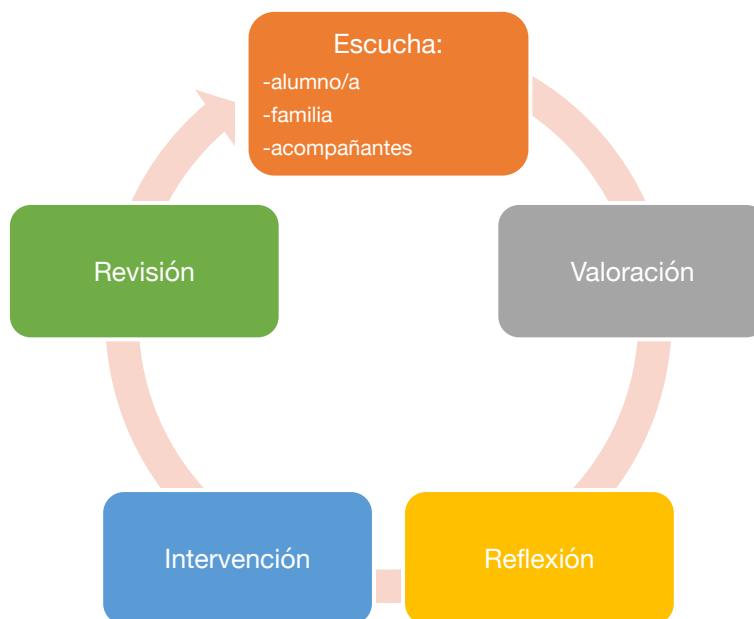 Escucha:
-alumno/a
-familia
-acompañantes
Valoración
Reflexión
Intervención
Revisión